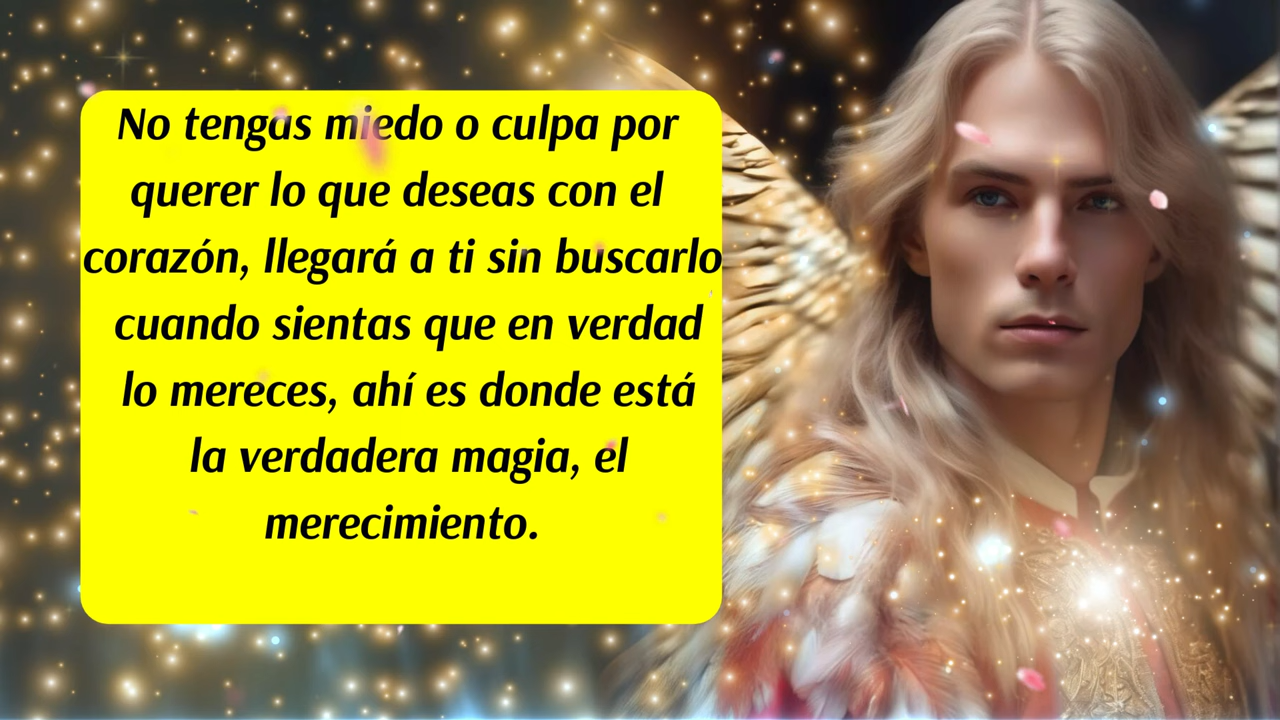 No tengas miedo o culpa por
querer lo que deseas con el
corazón, llegará a ti sin buscarlo
cuando sientas que en verdad
lo mereces, ahí es donde está
la verdadera magia, el
merecimiento.